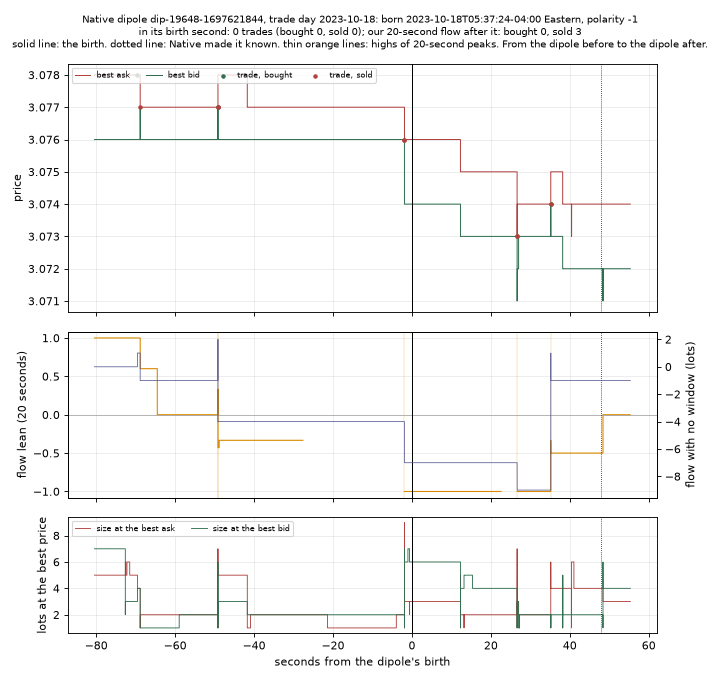 Native dipole dip-19648-1697621844, trade day 2023-10-18: born 2023-10-18T05:37:24-04:00 Eastern, polarity -1
in its birth second: 0 trades (bought 0, sold 0); our 20-second flow after it: bought 0, sold 3
solid line: the birth. dotted line: Native made it known. thin orange lines: highs of 20-second peaks. From the dipole before to the dipole after.
best ask best bid trade, bought trade, sold
3.078
3.077
3.076
3.075
3.074
3.073
3.072
3.071
price
1.0
0.5
0.0
−0.5
−1.0
flow lean (20 seconds)
2
0
−2
−4
−6
−8
flow with no window (lots)
size at the best ask size at the best bid
8
6
4
2
lots at the best price
−80 −60 −40 −20 0 20 40 60
seconds from the dipole's birth